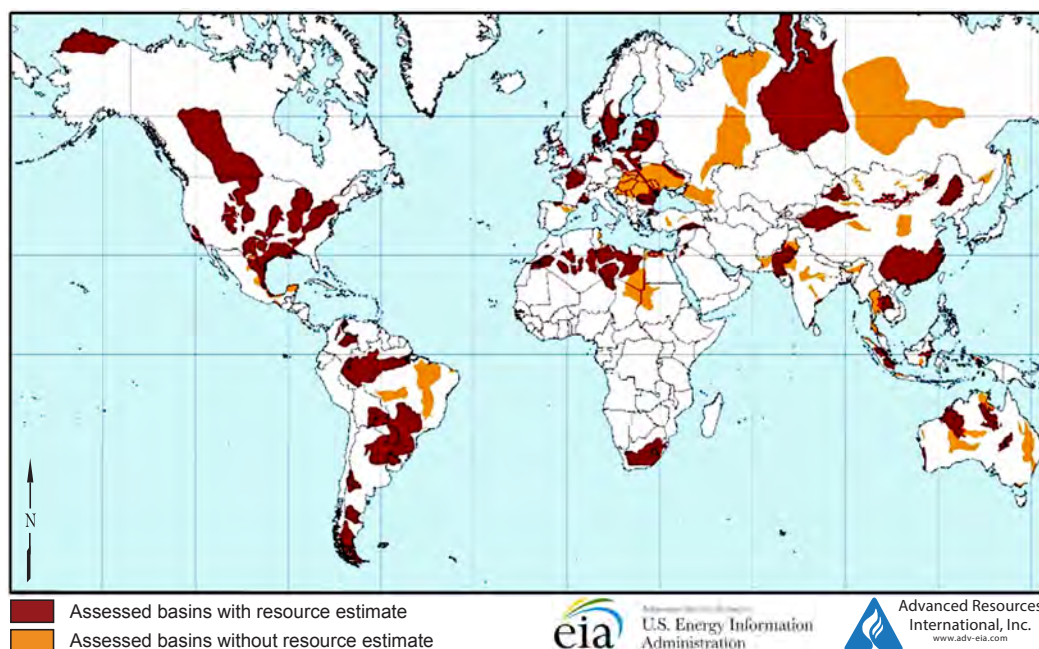 N
Assessed basins with resource estimate
Assessed basins without resource estimate
eia
U.S. Energy Information
Administration
Advanced Resources
International, Inc.
www.adv-eia.com